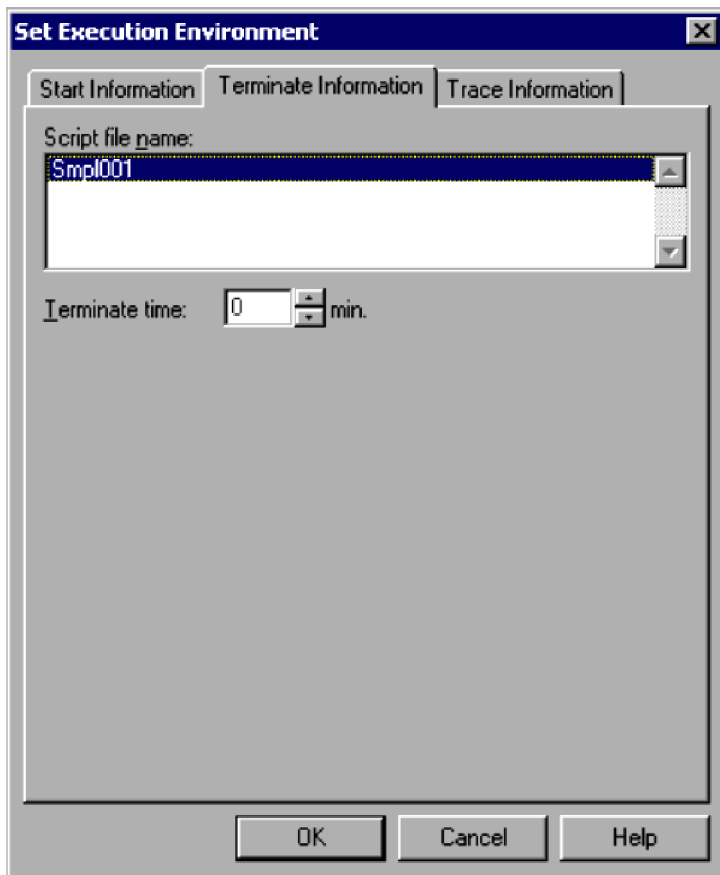 Set Execution Environment
Start Information Terminate Information Trace Information
Script file name:
Smpl001
Terminate time: 0 min.
OK Cancel Help